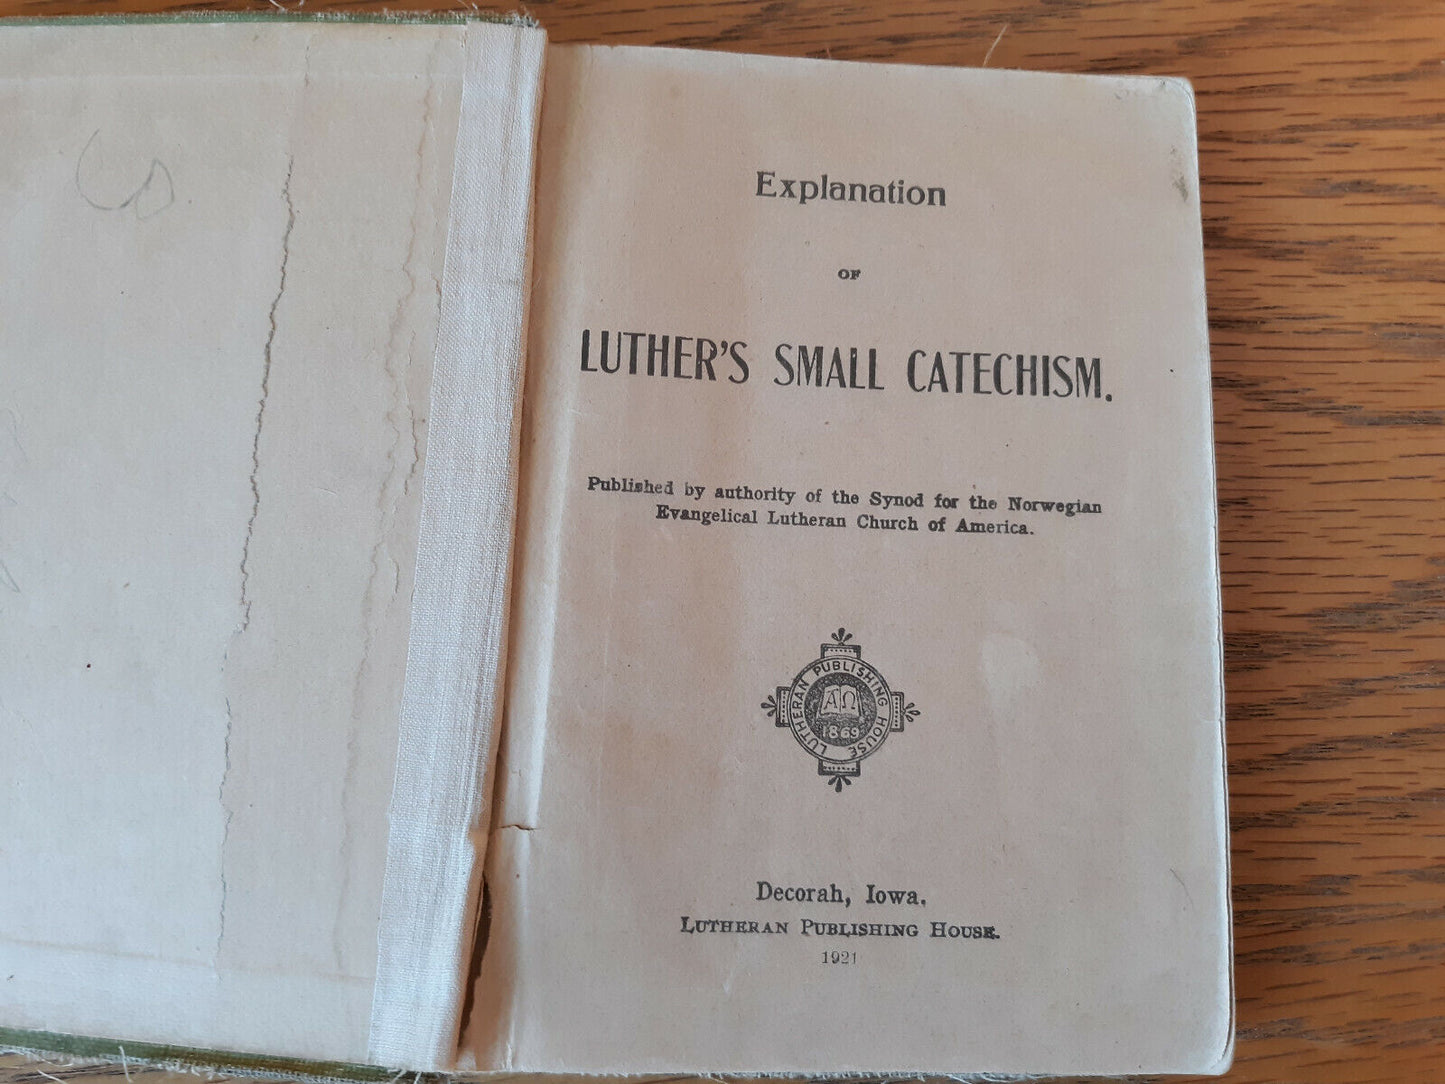 Explanation
OF
LUTHER'S SMALL CATECHISM.
Published by authority of the Synod for the Norwegian
Evangelical Lutheran Church of America.
LUTHERAN PUBLISHING HOUSE
ΑΩ
1869
Decorah, Iowa.
LUTHERAN PUBLISHING HOUSE.
1921